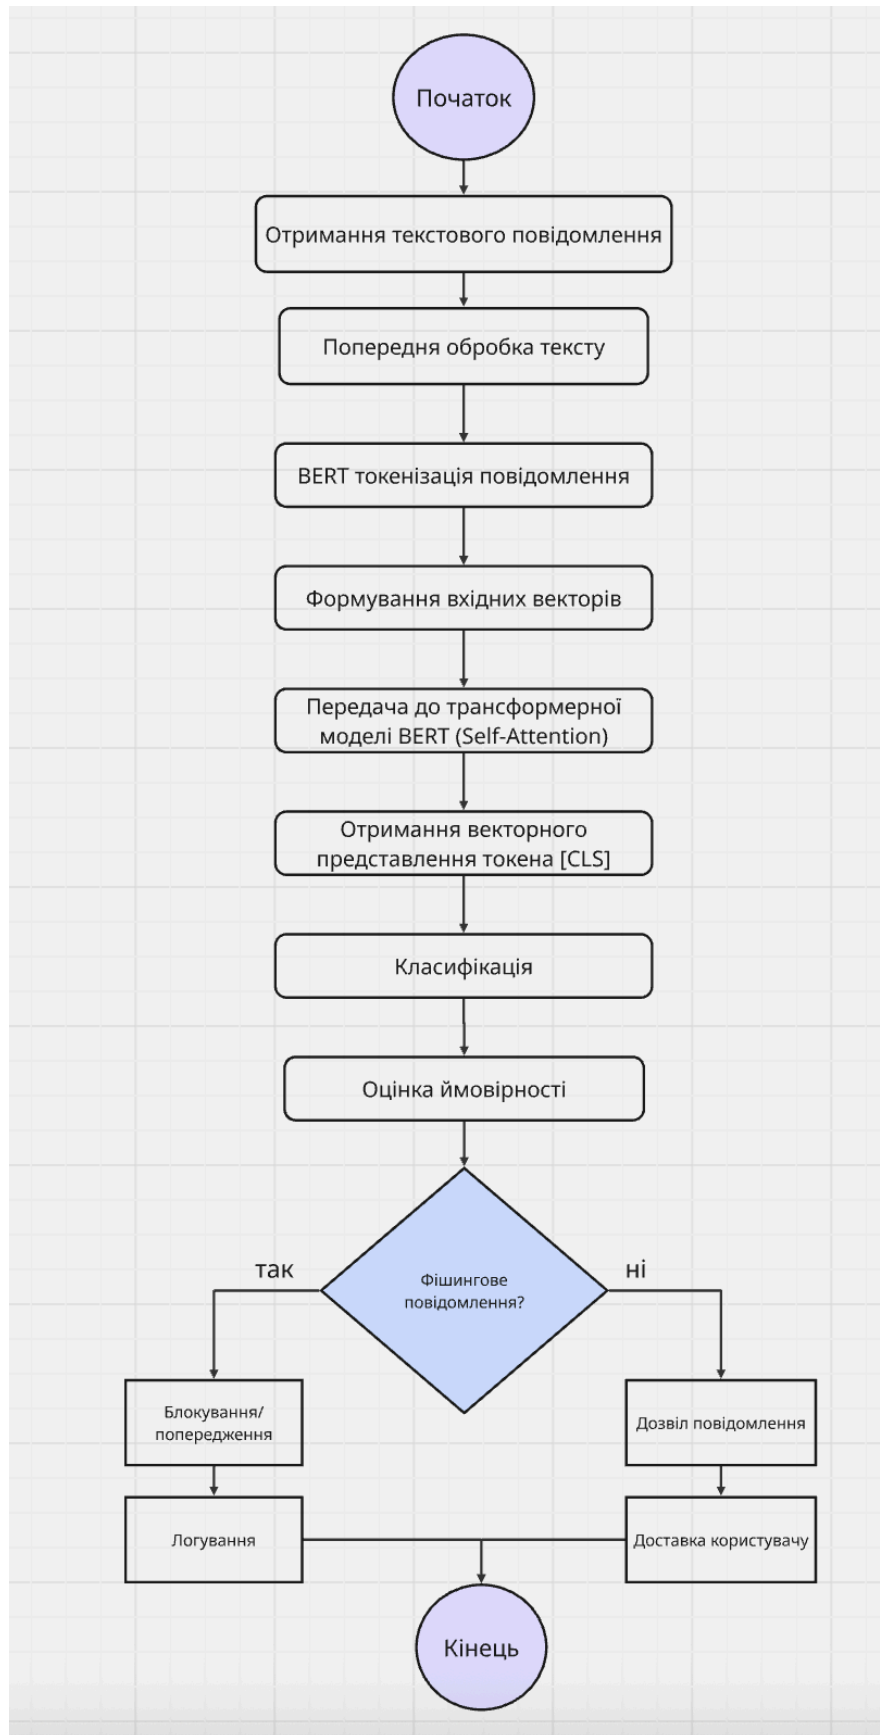 Початок
Отримання текстового повідомлення
Попередня обробка тексту
BERT токенізація повідомлення
Формування вхідних векторів
Передача до трансформерної
моделі BERT (Self-Attention)
Отримання векторного
представлення токена [CLS]
Класифікація
Оцінка ймовірності
так
ні
Фішингове
повідомлення?
Блокування/
попередження
Дозвіл повідомлення
Логування
Доставка користувачу
Кінець